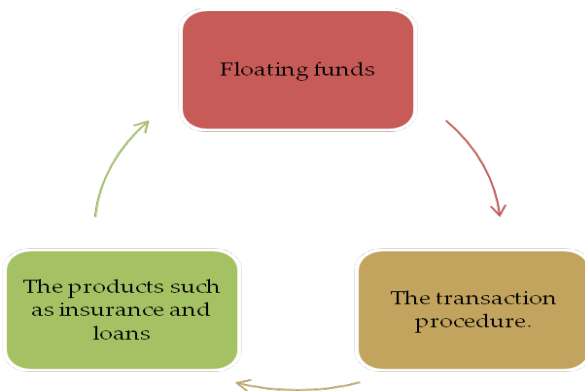 Floating funds
The transaction
procedure.
The products such
as insurance and
loans